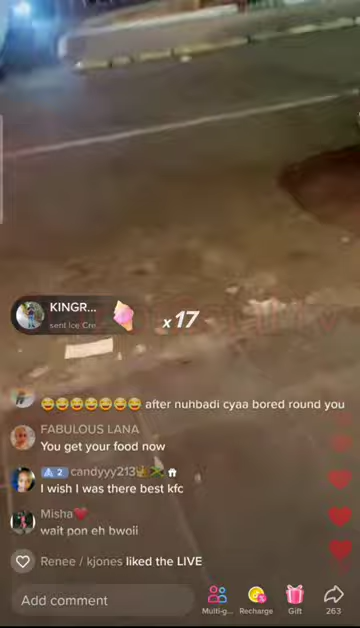 KINGR...
sent Ice Cre
x17
😂😂😂😂😂😂😂 after nuhbadi cyaa bored round you
FABULOUS LANA
You get your food now
2 candyyy213
I wish I was there best kfc
Misha❤️
wait pon eh bwoii
Renee / kjones liked the LIVE
Add comment
Multi-g...
Recharge
Gift
263